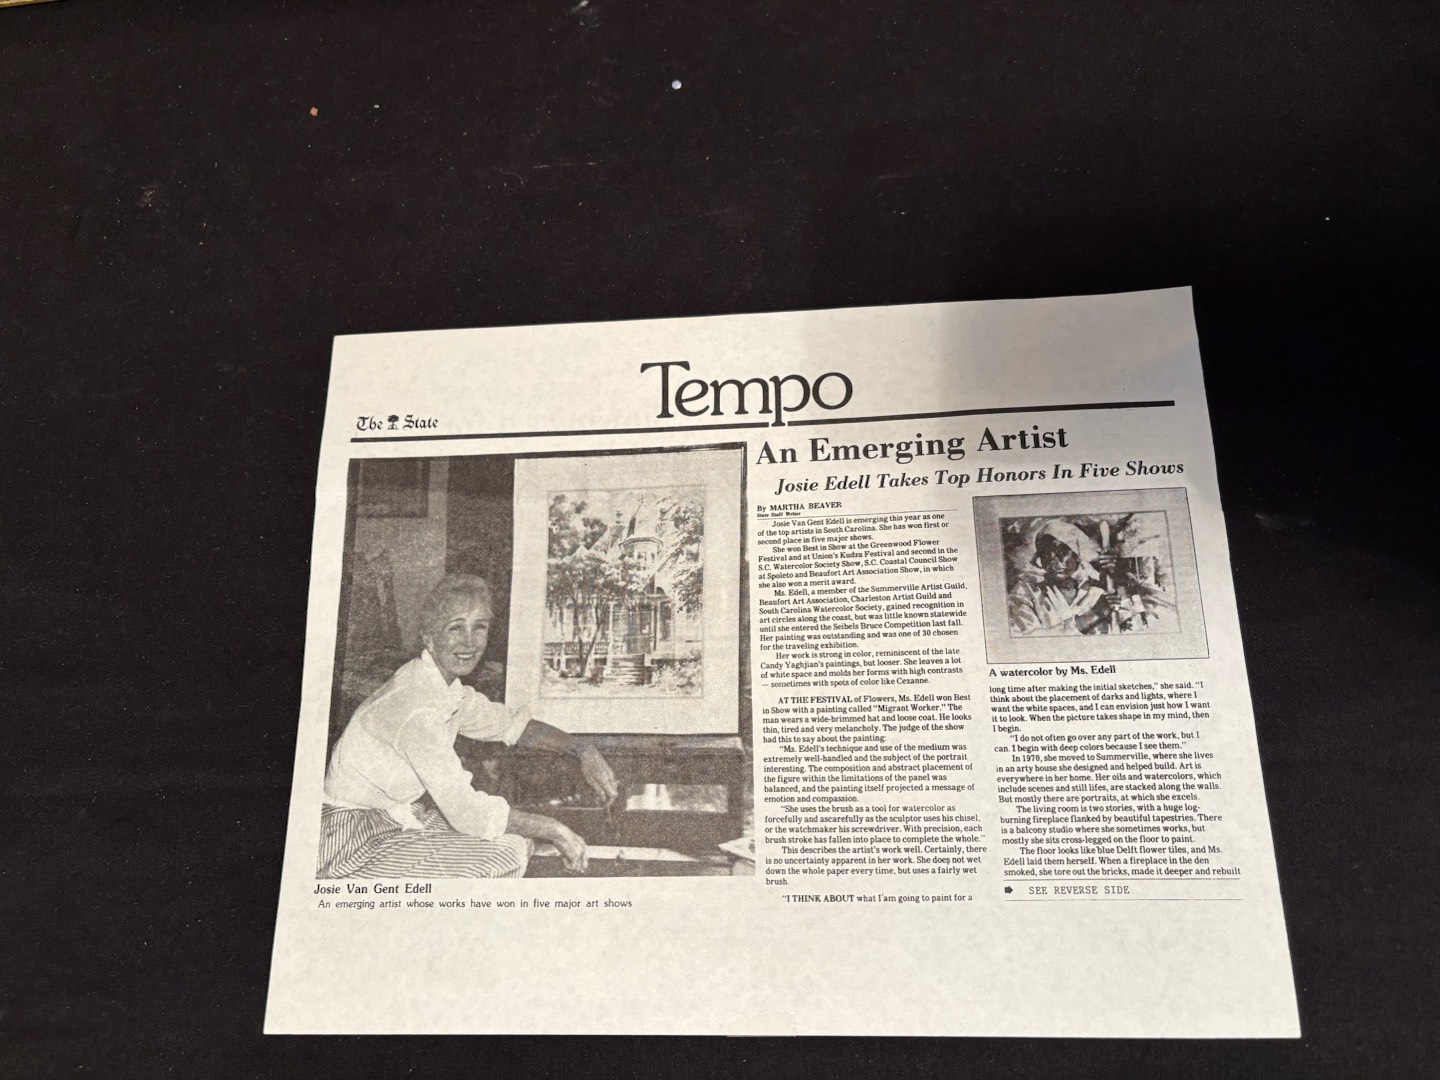 Tempo
The State
An Emerging Artist
Josie Edell Takes Top Honors In Five Shows
By MARTHA BEAVER
State Staff Writer
Josie Van Gent Edell is emerging this year as one
of the top artists in South Carolina. She has won first or
second place in five major shows.
She won Best in Show at the Greenwood Flower
Festival and at Union's Kudzu Festival and second in the
S.C. Watercolor Society Show, S.C. Coastal Council Show
at Spoleto and Beaufort Art Association Show, in which
she also won a merit award.
Ms. Edell, a member of the Summerville Artist Guild,
Beaufort Art Association, Charleston Artist Guild and
South Carolina Watercolor Society, gained recognition in
art circles along the coast, but was little known statewide
until she entered the Seibels Bruce Competition last fall.
Her painting was outstanding and was one of 30 chosen
for the traveling exhibition.
Her work is strong in color, reminiscent of the late
Candy Yaghjian's paintings, but looser. She leaves a lot
of white space and molds her forms with high contrasts
— sometimes with spots of color like Cezanne.
AT THE FESTIVAL of Flowers, Ms. Edell won Best
in Show with a painting called "Migrant Worker." The
man wears a wide-brimmed hat and loose coat. He looks
thin, tired and very melancholy. The judge of the show
had this to say about the painting:
"Ms. Edell's technique and use of the medium was
extremely well-handled and the subject of the portrait
interesting. The composition and abstract placement of
the figure within the limitations of the panel was
balanced, and the painting itself projected a message of
emotion and compassion.
"She uses the brush as a tool for watercolor as
forcefully and ascarefully as the sculptor uses his chisel,
or the watchmaker his screwdriver. With precision, each
brush stroke has fallen into place to complete the whole."
This describes the artist's work well. Certainly, there
is no uncertainty apparent in her work. She does not wet
down the whole paper every time, but uses a fairly wet
brush.
"I THINK ABOUT what I'am going to paint for a
A watercolor by Ms. Edell
long time after making the initial sketches," she said. "I
think about the placement of darks and lights, where I
want the white spaces, and I can envision just how I want
it to look. When the picture takes shape in my mind, then
I begin.
"I do not often go over any part of the work, but I
can. I begin with deep colors because I see them."
In 1970, she moved to Summerville, where she lives
in an arty house she designed and helped build. Art is
everywhere in her home. Her oils and watercolors, which
include scenes and still lifes, are stacked along the walls.
But mostly there are portraits, at which she excels.
The living room is two stories, with a huge log-
burning fireplace flanked by beautiful tapestries. There
is a balcony studio where she sometimes works, but
mostly she sits cross-legged on the floor to paint.
The floor looks like blue Delft flower tiles, and Ms.
Edell laid them herself. When a fireplace in the den
smoked, she tore out the bricks, made it deeper and rebuilt
SEE REVERSE SIDE
Josie Van Gent Edell
An emerging artist whose works have won in five major art shows